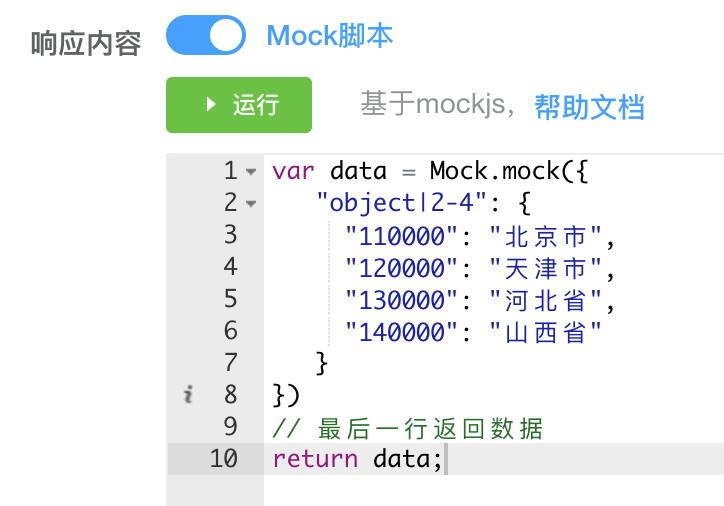 响应内容 Mock脚本
运行 基于mockjs, 帮助文档
1 var data = Mock.mock({
2 "object|2-4": {
3 "110000": "北京市",
4 "120000": "天津市",
5 "130000": "河北省",
6 "140000": "山西省"
7 }
8 })
9 // 最后一行返回数据
10 return data;